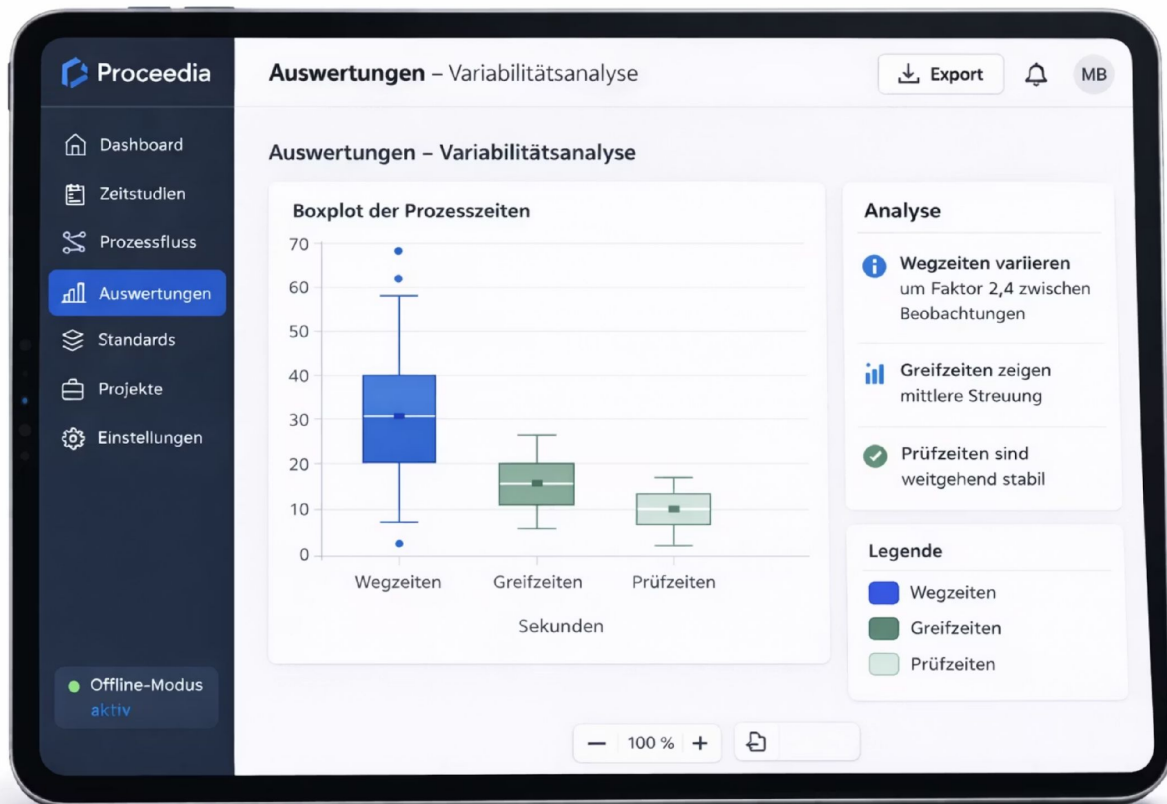 Proceedia
Auswertungen – Variabilitätsanalyse
Export
MB
Dashboard
Zeitstudien
Prozessfluss
Auswertungen
Standards
Projekte
Einstellungen
Offline-Modus
aktiv
Auswertungen – Variabilitätsanalyse
Boxplot der Prozesszeiten
70
60
50
40
30
20
10
0
Wegzeiten
Greifzeiten
Prüfzeiten
Sekunden
Analyse
Wegzeiten variieren
um Faktor 2,4 zwischen
Beobachtungen
Greifzeiten zeigen
mittlere Streuung
Prüfzeiten sind
weitgehend stabil
Legende
Wegzeiten
Greifzeiten
Prüfzeiten
100 %